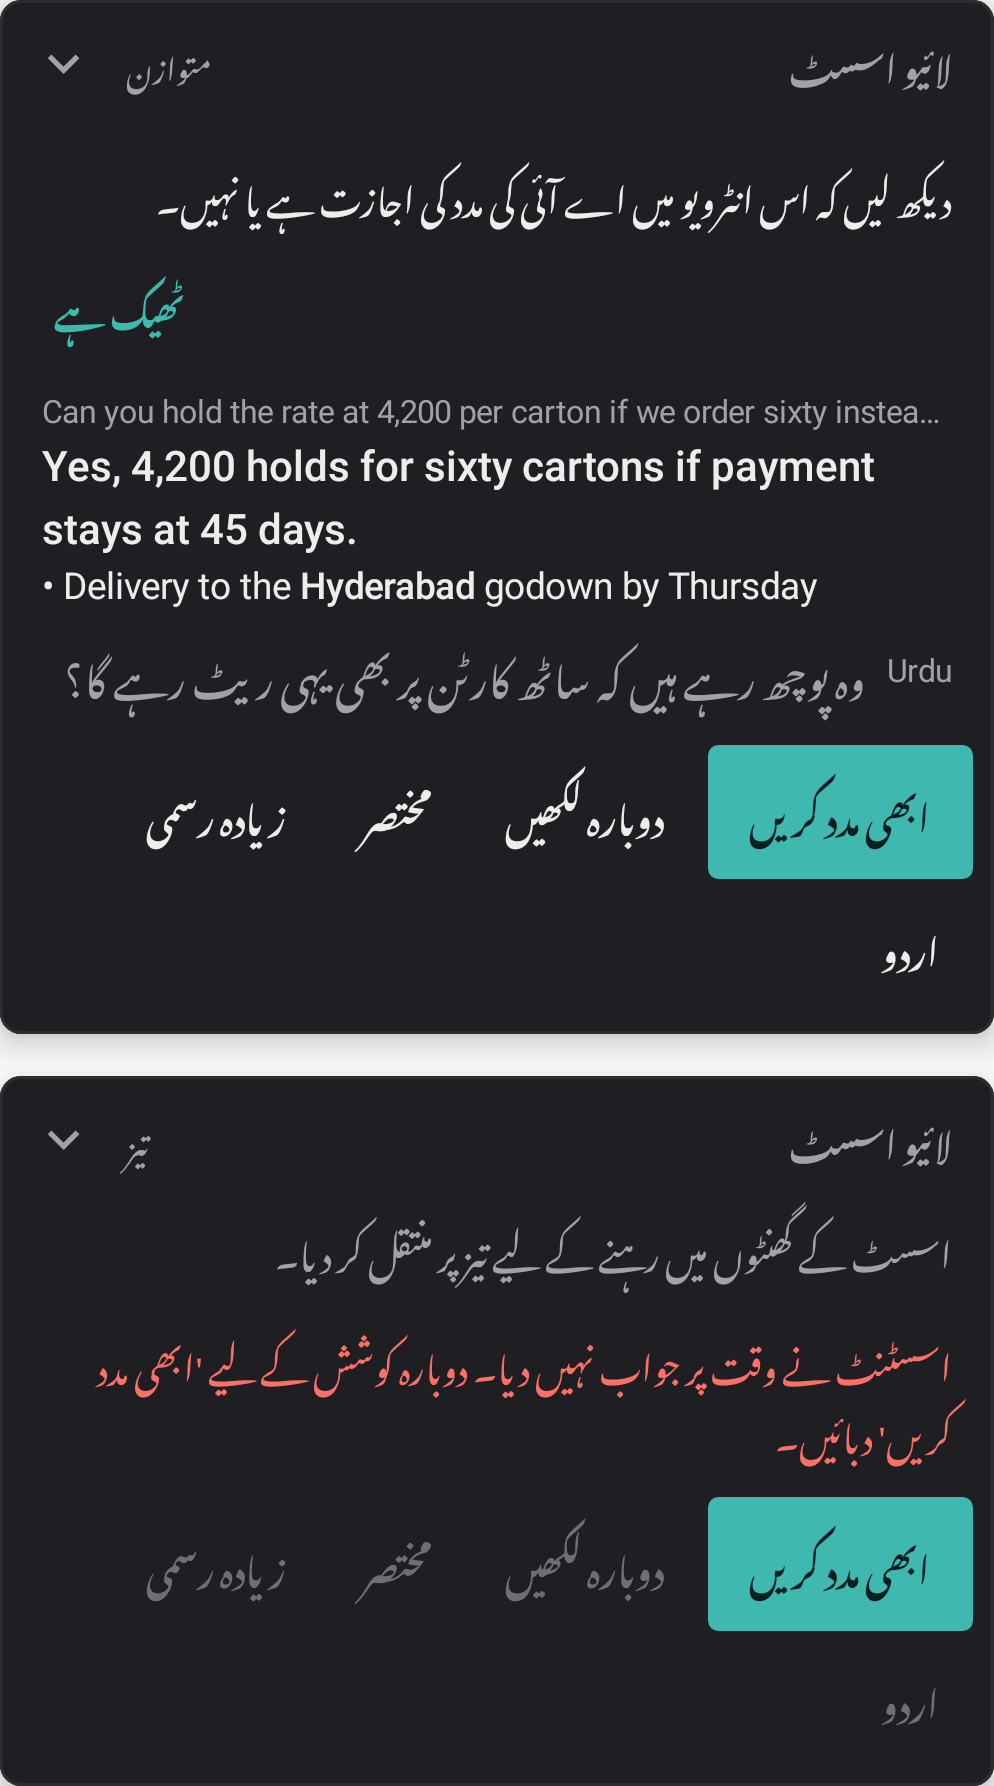 لائیو اسسٹ
متوازن
دیکھ لیں کہ اس انٹرویو میں اے آئی کی مدد کی اجازت ہے یا نہیں۔
ٹھیک ہے
Can you hold the rate at 4,200 per carton if we order sixty instea...
Yes, 4,200 holds for sixty cartons if payment
stays at 45 days.
• Delivery to the Hyderabad godown by Thursday
Urdu وہ پوچھ رہے ہیں کہ ساٹھ کارٹن پر بھی یہی ریٹ رہے گا؟
ابھی مدد کریں
دوبارہ لکھیں
مختصر
زیادہ رسمی
اردو
لائیو اسسٹ
تیز
اسسٹ کے گھنٹوں میں رہنے کے لیے تیز پر منتقل کر دیا۔
اسسٹنٹ نے وقت پر جواب نہیں دیا۔ دوبارہ کوشش کے لیے 'ابھی مدد
کریں' دبائیں۔
ابھی مدد کریں
دوبارہ لکھیں
مختصر
زیادہ رسمی
اردو